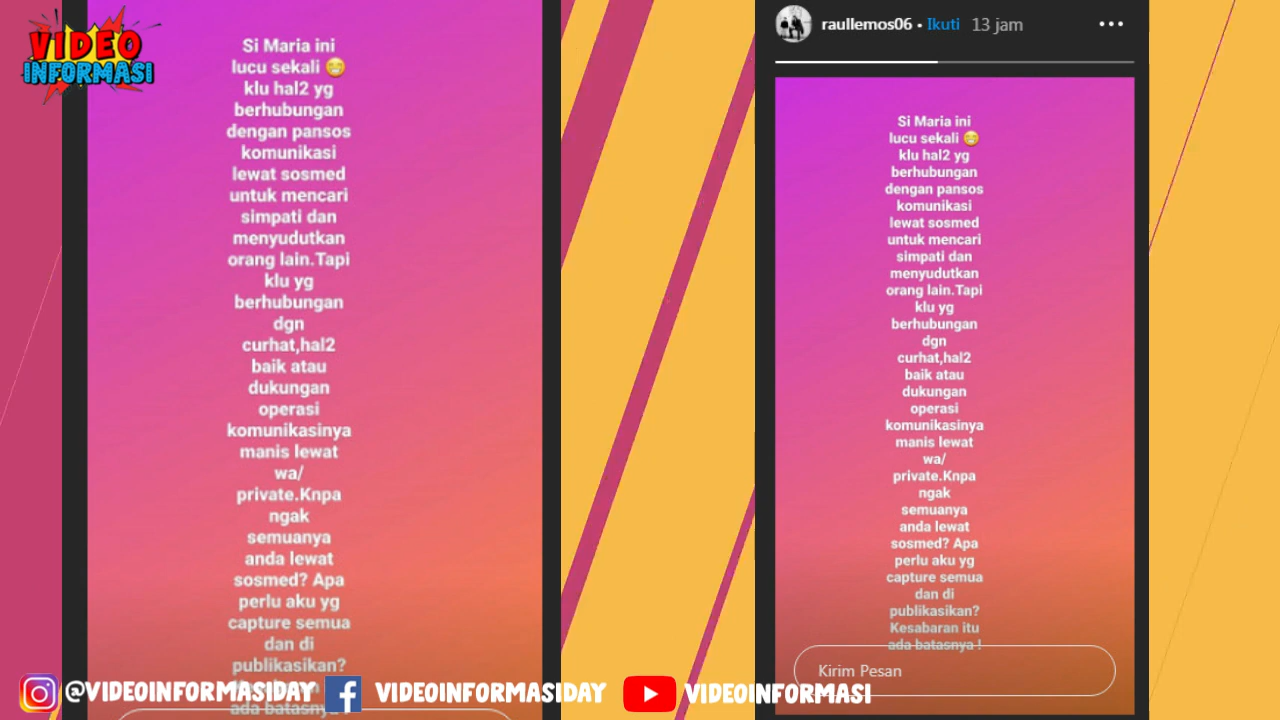 VIDEO
INFORMASI
Si Maria ini
lucu sekali 😁
klu hal2 yg
berhubungan
dengan pansos
komunikasi
lewat sosmed
untuk mencari
simpati dan
menyudutkan
orang lain.Tapi
klu yg
berhubungan
dgn
curhat,hal2
baik atau
dukungan
operasi
komunikasinya
manis lewat
wa/
private.Knpa
ngak
semuanya
anda lewat
sosmed? Apa
perlu aku yg
capture semua
dan di
publikasikan?
ada batasnya !
raullemos06 • Ikuti 13 jam
Si Maria ini
lucu sekali 😁
klu hal2 yg
berhubungan
dengan pansos
komunikasi
lewat sosmed
untuk mencari
simpati dan
menyudutkan
orang lain.Tapi
klu yg
berhubungan
dgn
curhat,hal2
baik atau
dukungan
operasi
komunikasinya
manis lewat
wa/
private.Knpa
ngak
semuanya
anda lewat
sosmed? Apa
perlu aku yg
capture semua
dan di
publikasikan?
Kesabaran itu
ada batasnya !
Kirim Pesan
@VIDEOINFORMASIDAY VIDEOINFORMASIDAY VIDEOINFORMASI